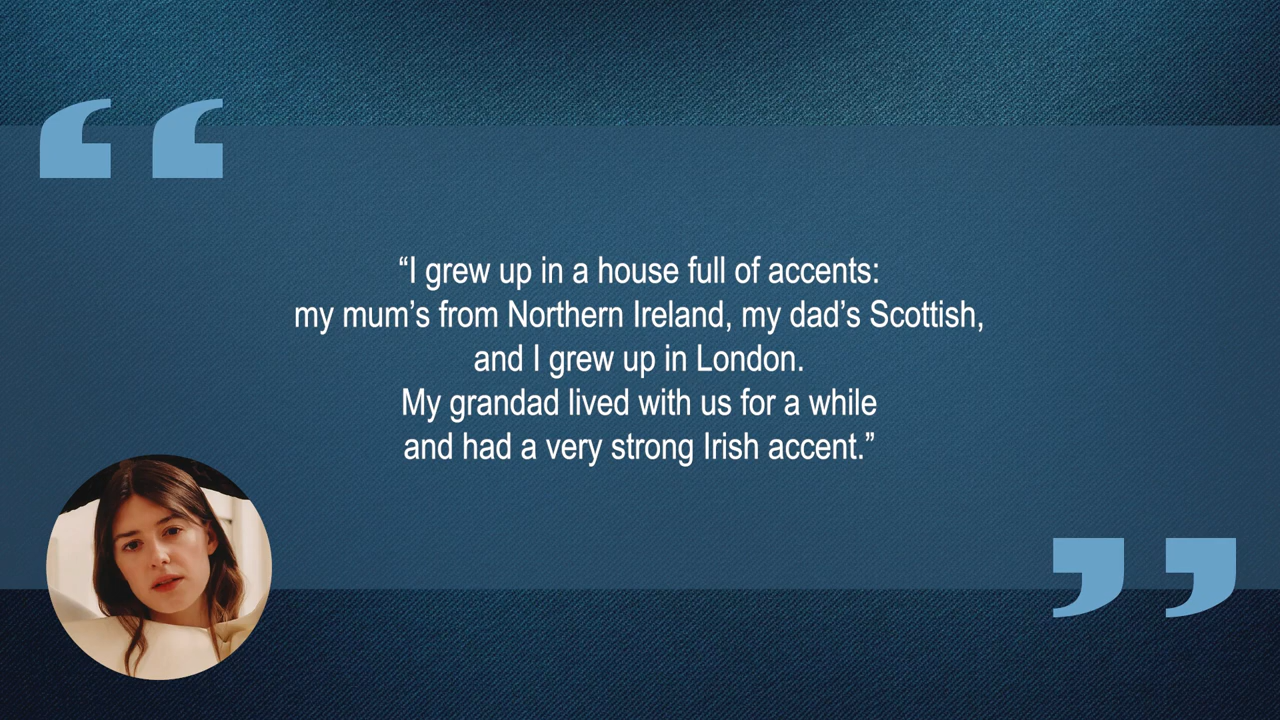 “I grew up in a house full of accents:
my mum’s from Northern Ireland, my dad’s Scottish,
and I grew up in London.
My grandad lived with us for a while
and had a very strong Irish accent.”